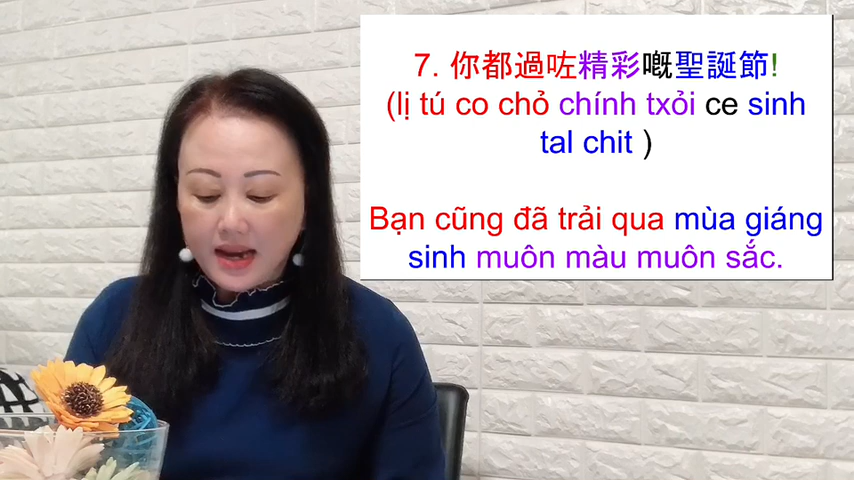 7. 你都過咗精彩嘅聖誕節!
(lị tú co chỏ chính txỏi ce sinh
tal chit )
Bạn cũng đã trải qua mùa giáng
sinh muôn màu muôn sắc.